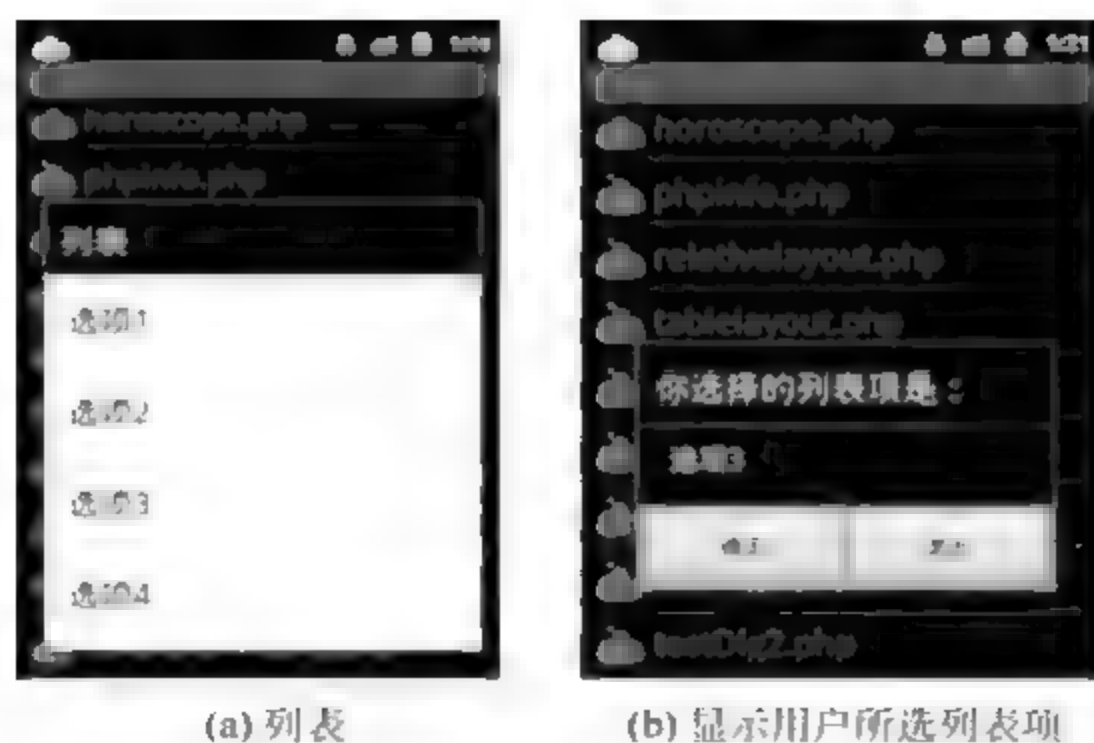 horoscope.php
phpinfo.php
列表
选项1
选项2
选项3
选项4
(a) 列表
horoscope.php
phpinfo.php
relativelayout.php
tablelayout.php
你选择的列表项是：
选项3
testDlg2.php
(b) 显示用户所选列表项